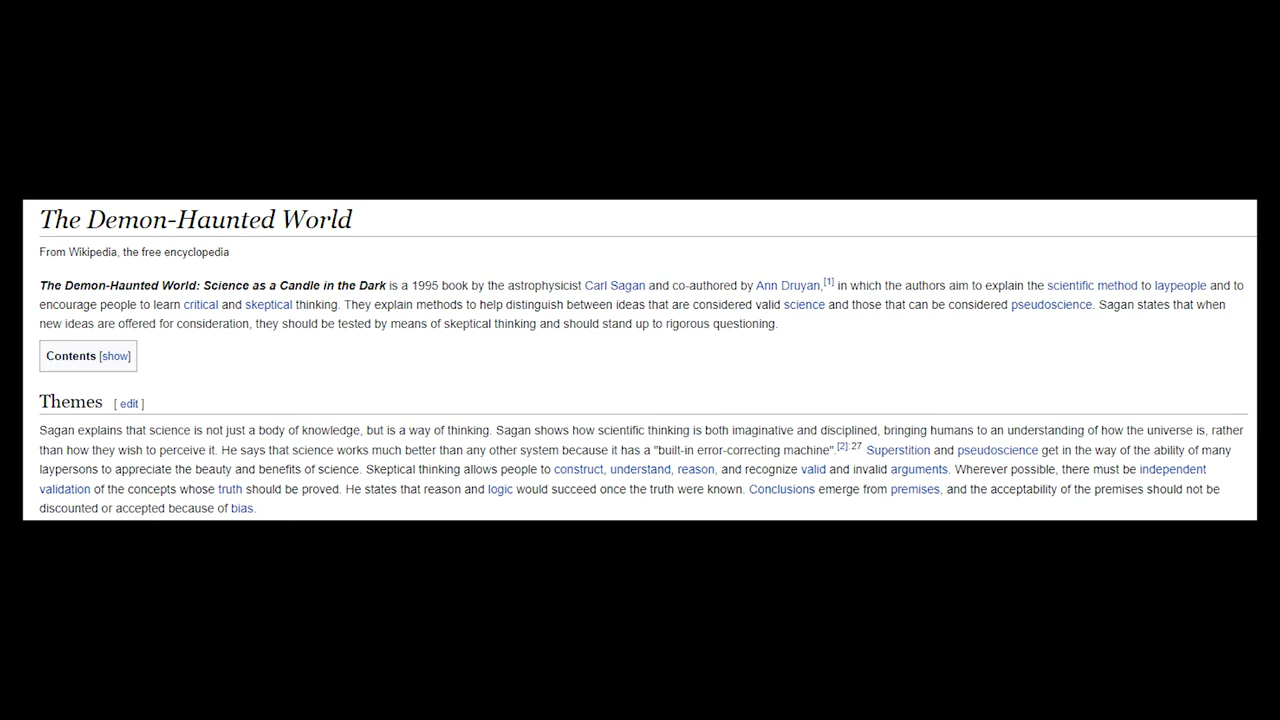 The Demon-Haunted World
From Wikipedia, the free encyclopedia
The Demon-Haunted World: Science as a Candle in the Dark is a 1995 book by the astrophysicist Carl Sagan and co-authored by Ann Druyan,[1] in which the authors aim to explain the scientific method to laypeople and to
encourage people to learn critical and skeptical thinking. They explain methods to help distinguish between ideas that are considered valid science and those that can be considered pseudoscience. Sagan states that when
new ideas are offered for consideration, they should be tested by means of skeptical thinking and should stand up to rigorous questioning.
Contents [show]
Themes [ edit ]
Sagan explains that science is not just a body of knowledge, but is a way of thinking. Sagan shows how scientific thinking is both imaginative and disciplined, bringing humans to an understanding of how the universe is, rather
than how they wish to perceive it. He says that science works much better than any other system because it has a "built-in error-correcting machine".[2]:27 Superstition and pseudoscience get in the way of the ability of many
laypersons to appreciate the beauty and benefits of science. Skeptical thinking allows people to construct, understand, reason, and recognize valid and invalid arguments. Wherever possible, there must be independent
validation of the concepts whose truth should be proved. He states that reason and logic would succeed once the truth were known. Conclusions emerge from premises, and the acceptability of the premises should not be
discounted or accepted because of bias.